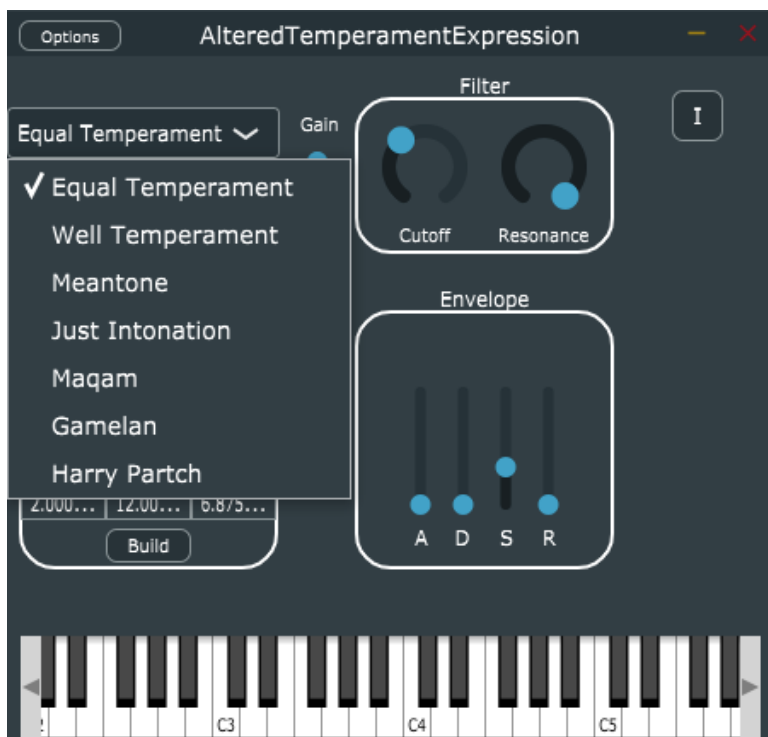 Options
AlteredTemperamentExpression
Filter
I
Equal Temperament
Gain
Equal Temperament
Well Temperament
Meantone
Just Intonation
Maqam
Gamelan
Harry Partch
Cutoff Resonance
Envelope
2.000... 12.00... 6.875...
Build
A D S R
C3 C4 C5